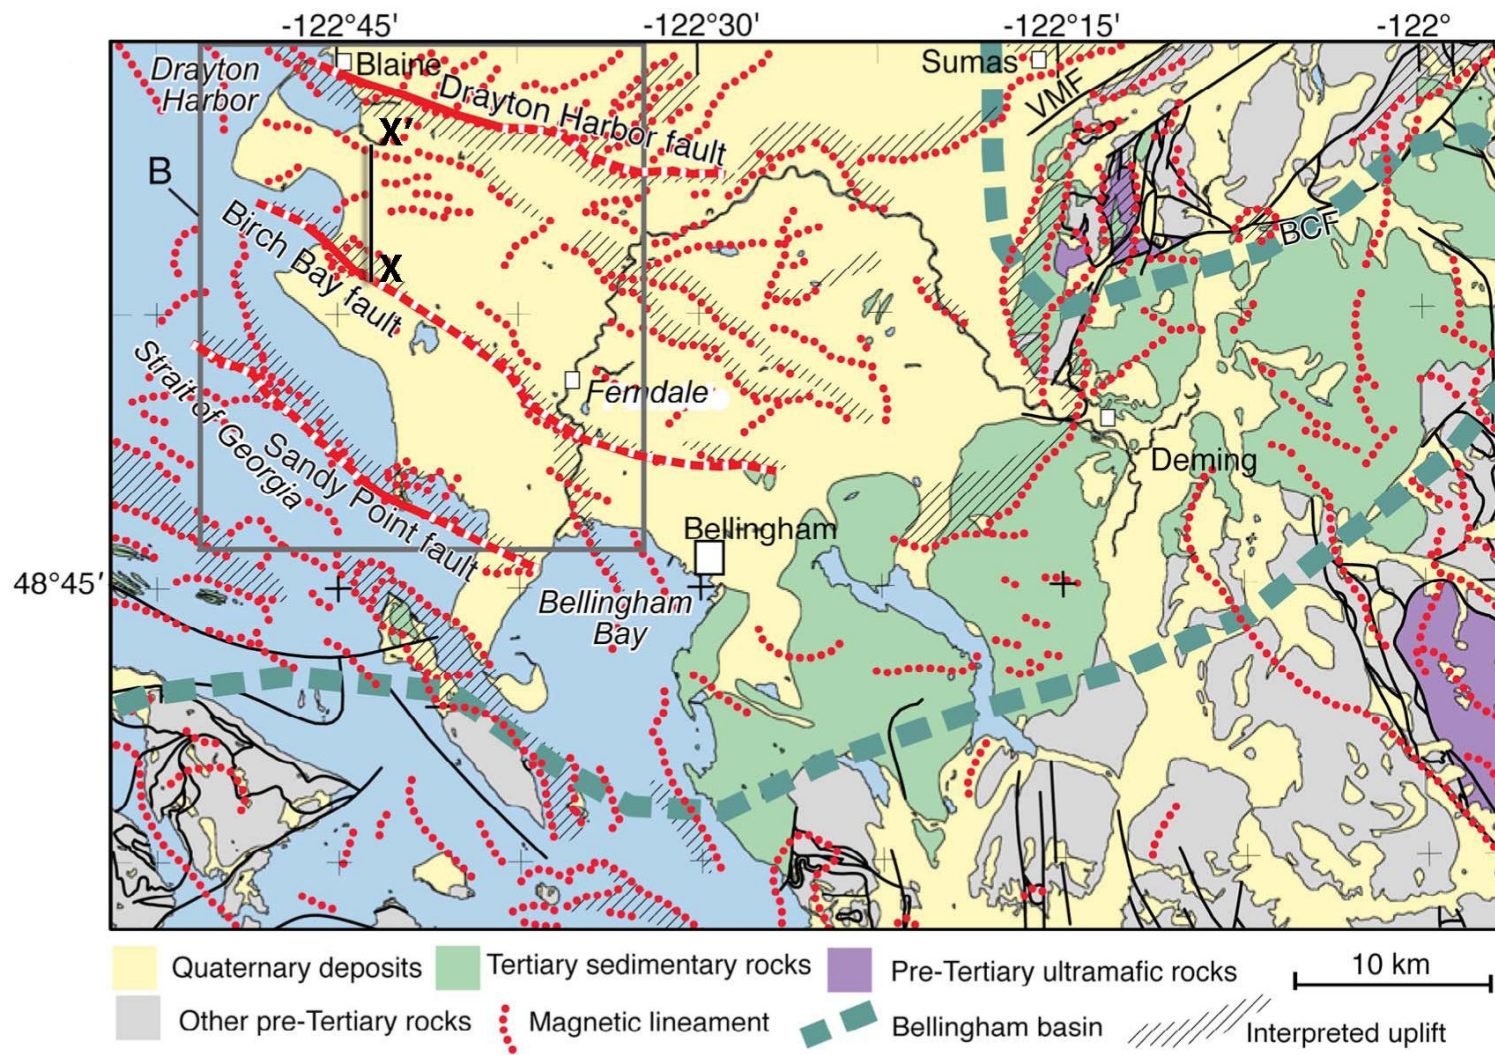 -122°45'
-122°30'
-122°15'
-122°
Drayton
Harbor
Blaine
Drayton Harbor fault
Sumas
VMF
X'
B
Birch Bay fault
X
BCF
Strait of Georgia
Sandy Point fault
Ferndale
Deming
Bellingham
48°45'
Bellingham
Bay
Quaternary deposits
Tertiary sedimentary rocks
Pre-Tertiary ultramafic rocks
10 km
Other pre-Tertiary rocks
Magnetic lineament
Bellingham basin
Interpreted uplift